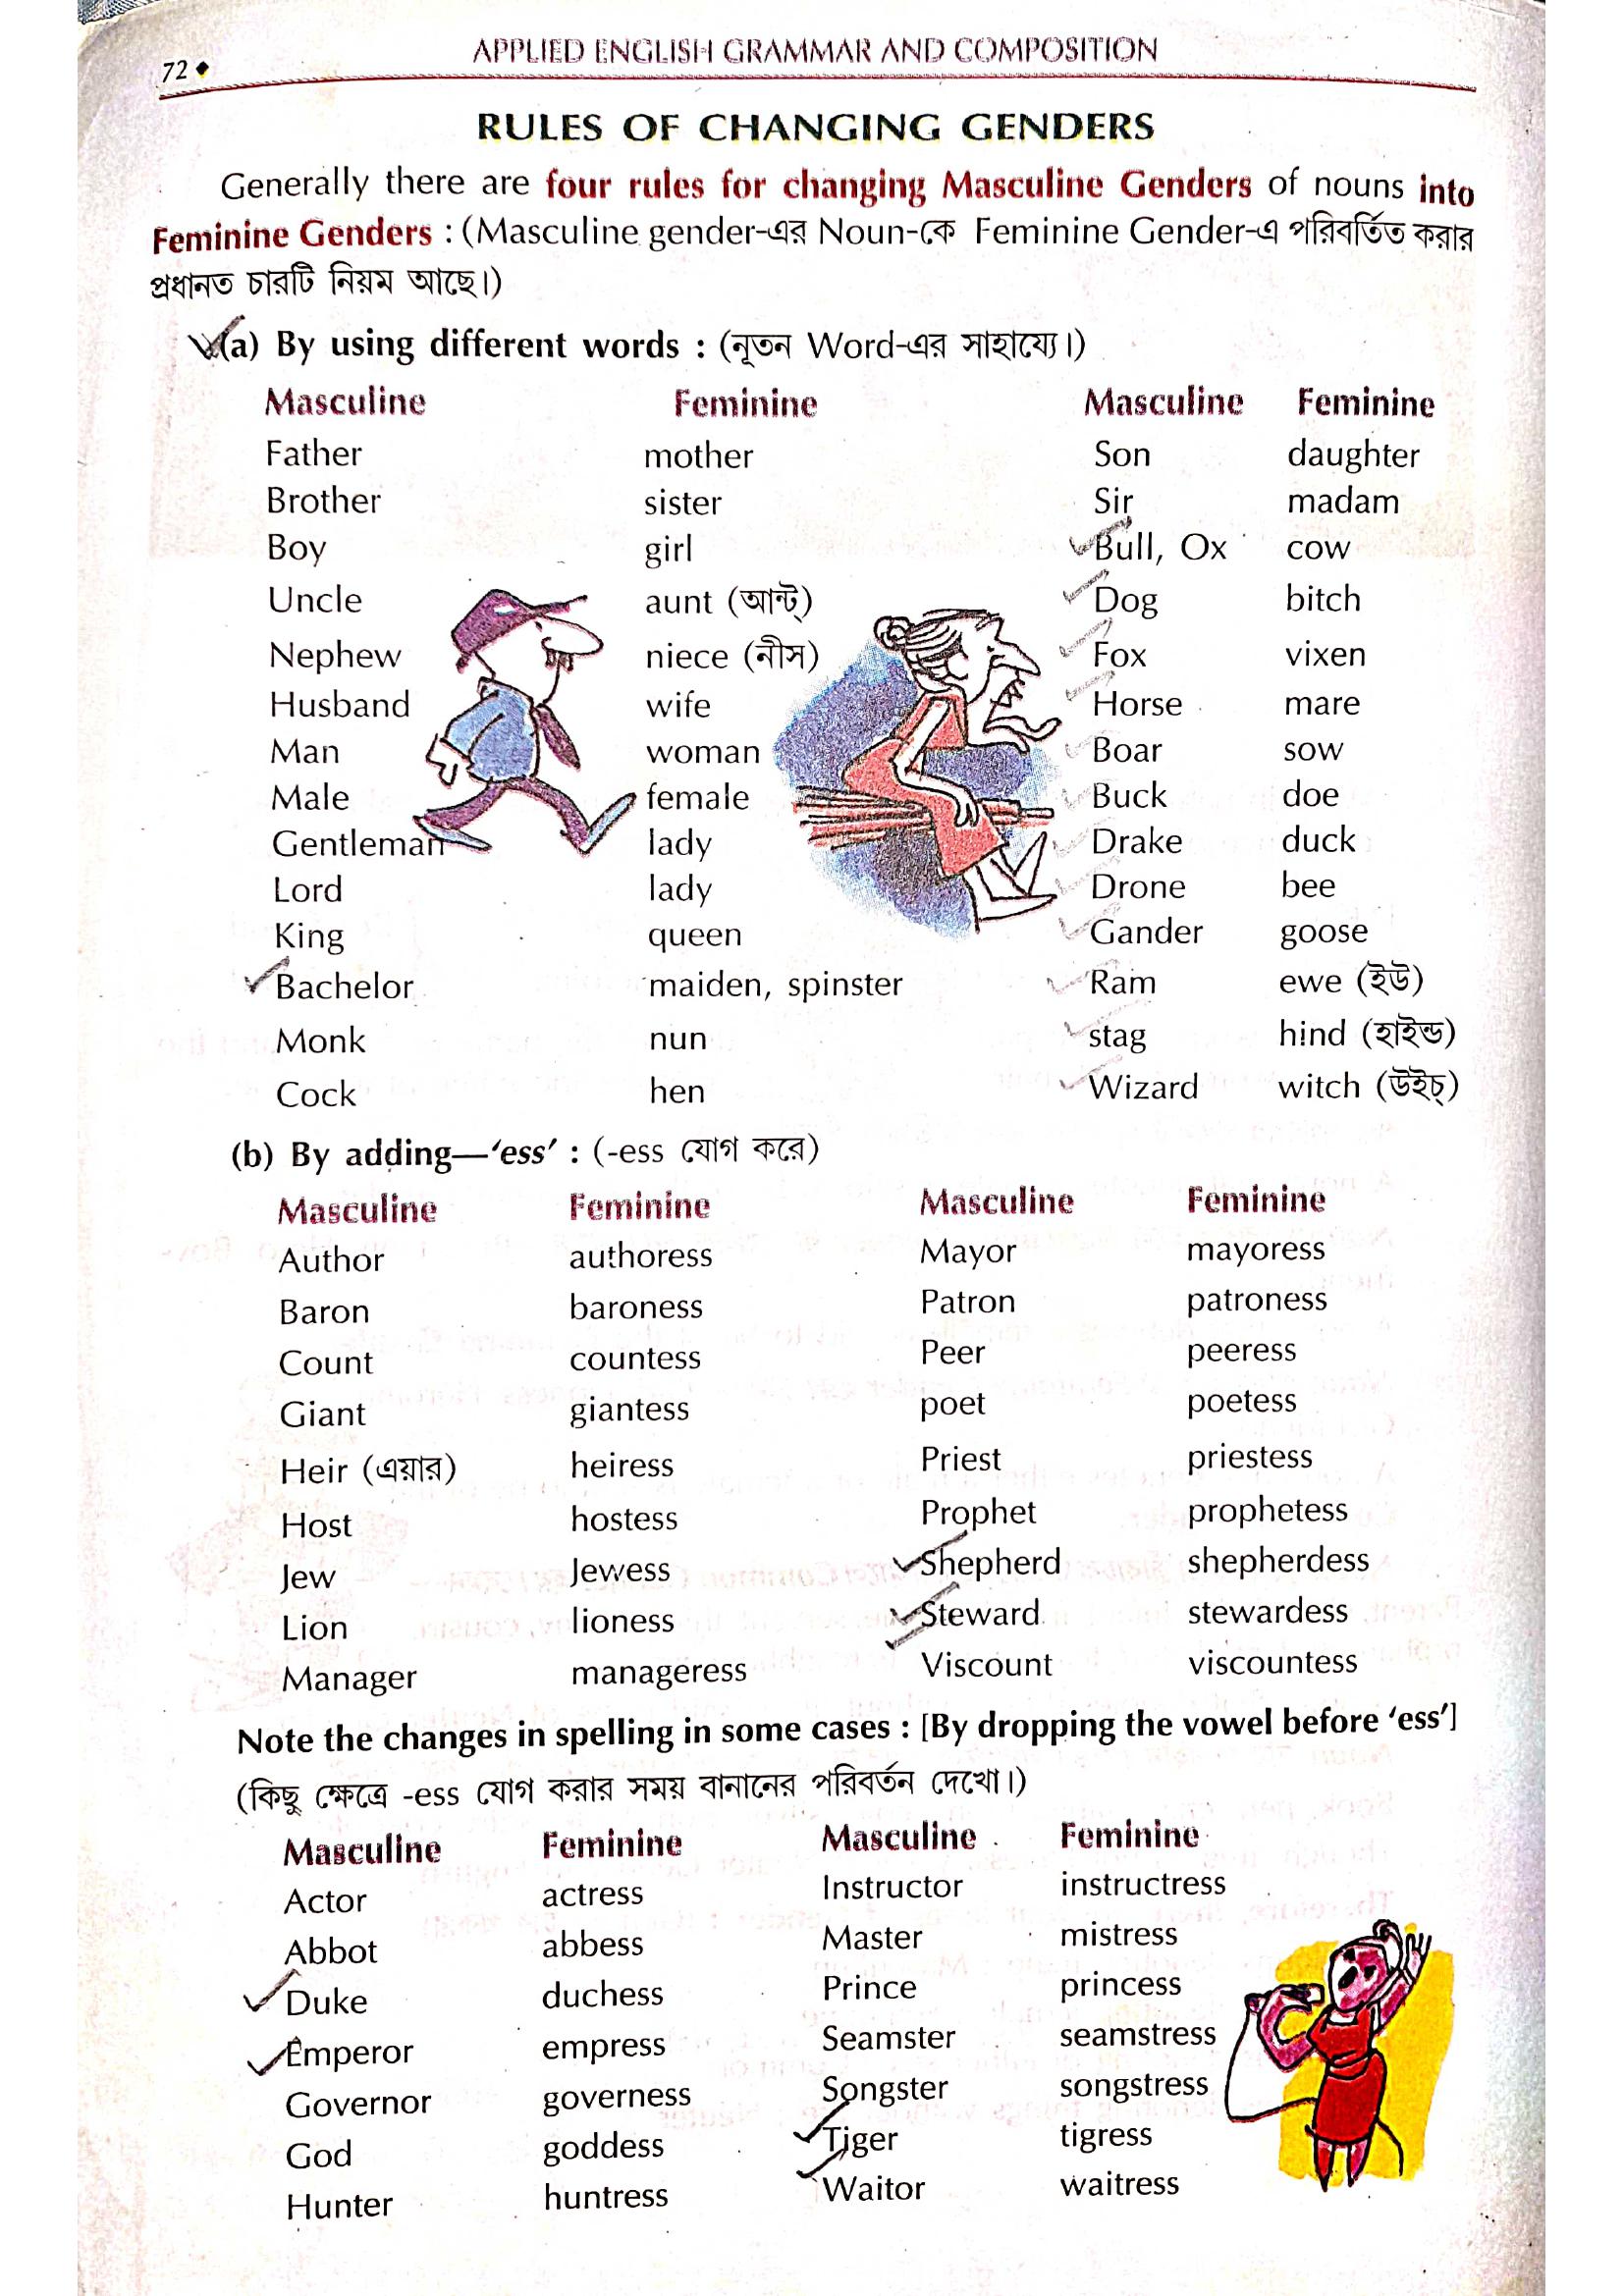 72◆
APPLIED ENGLISH GRAMMAR AND COMPOSITION
RULES OF CHANGING GENDERS
Generally there are four rules for changing Masculine Genders of nouns into
Feminine Genders : (Masculine gender-এর Noun-কে Feminine Gender-এ পরিবর্তিত করার
প্রধানত চারটি নিয়ম আছে।)
(a) By using different words : (নূতন Word-এর সাহায্যে।)
Masculine Feminine Masculine Feminine
Father mother Son daughter
Brother sister Sir madam
Boy girl Bull, Ox cow
Uncle aunt (আন্ট্) Dog bitch
Nephew niece (নীস) Fox vixen
Husband wife Horse mare
Man woman Boar sow
Male female Buck doe
Gentleman lady Drake duck
Lord lady Drone bee
King queen Gander goose
Bachelor maiden, spinster Ram ewe (ইউ)
Monk nun stag hind (হাইন্ড)
Cock hen Wizard witch (উইচ্)
(b) By adding—‘ess’ : (-ess যোগ করে)
Masculine Feminine Masculine Feminine
Author authoress Mayor mayoress
Baron baroness Patron patroness
Count countess Peer peeress
Giant giantess poet poetess
Heir (এয়ার) heiress Priest priestess
Host hostess Prophet prophetess
Jew Jewess Shepherd shepherdess
Lion lioness Steward stewardess
Manager manageress Viscount viscountess
Note the changes in spelling in some cases : [By dropping the vowel before ‘ess’]
(কিছু ক্ষেত্রে -ess যোগ করার সময় বানানের পরিবর্তন দেখো।)
Masculine Feminine Masculine Feminine
Actor actress Instructor instructress
Abbot abbess Master mistress
Duke duchess Prince princess
Emperor empress Seamster seamstress
Governor governess Songster songstress
God goddess Tiger tigress
Hunter huntress Waitor waitress